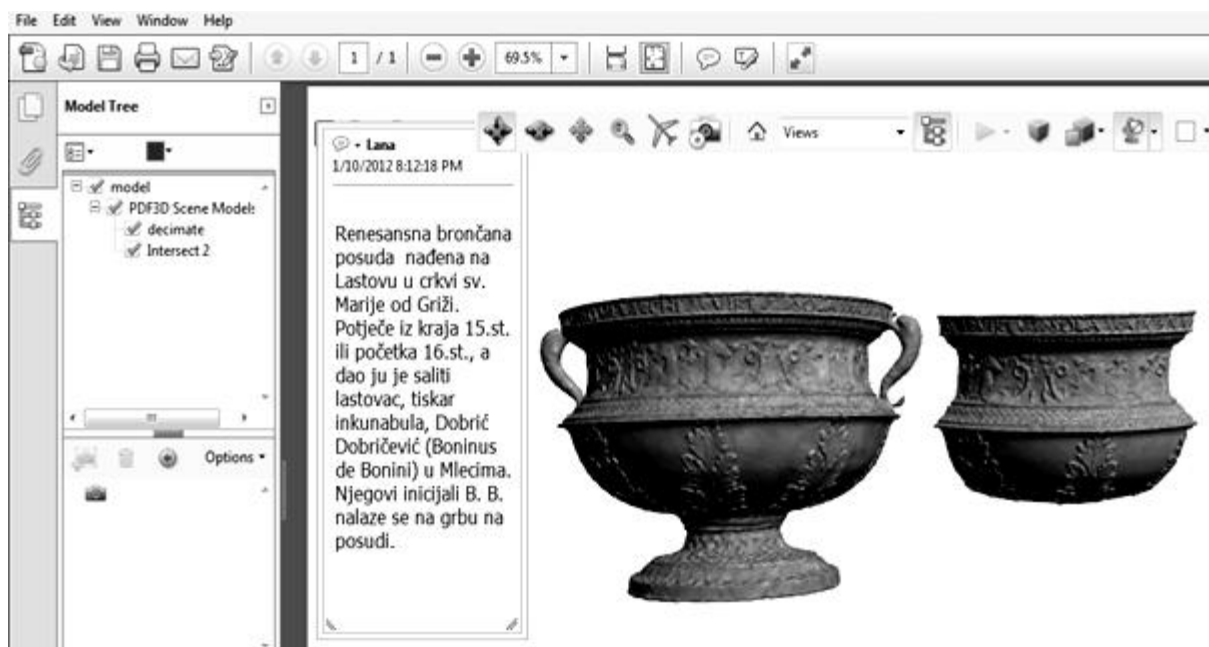 File Edit View Window Help
1 / 1 69.5%
Model Tree
Views
model
PDF3D Scene Models
decimate
Intersect 2
Options
Lana
1/10/2012 8:12:18 PM
Renesansna brončana
posuda nađena na
Lastovu u crkvi sv.
Marije od Griži.
Potječe iz kraja 15.st.
ili početka 16.st., a
dao ju je saliti
lastovac, tiskar
inkunabula, Dobrić
Dobričević (Boninus
de Bonini) u Mlecima.
Njegovi inicijali B. B.
nalaze se na grbu na
posudi.